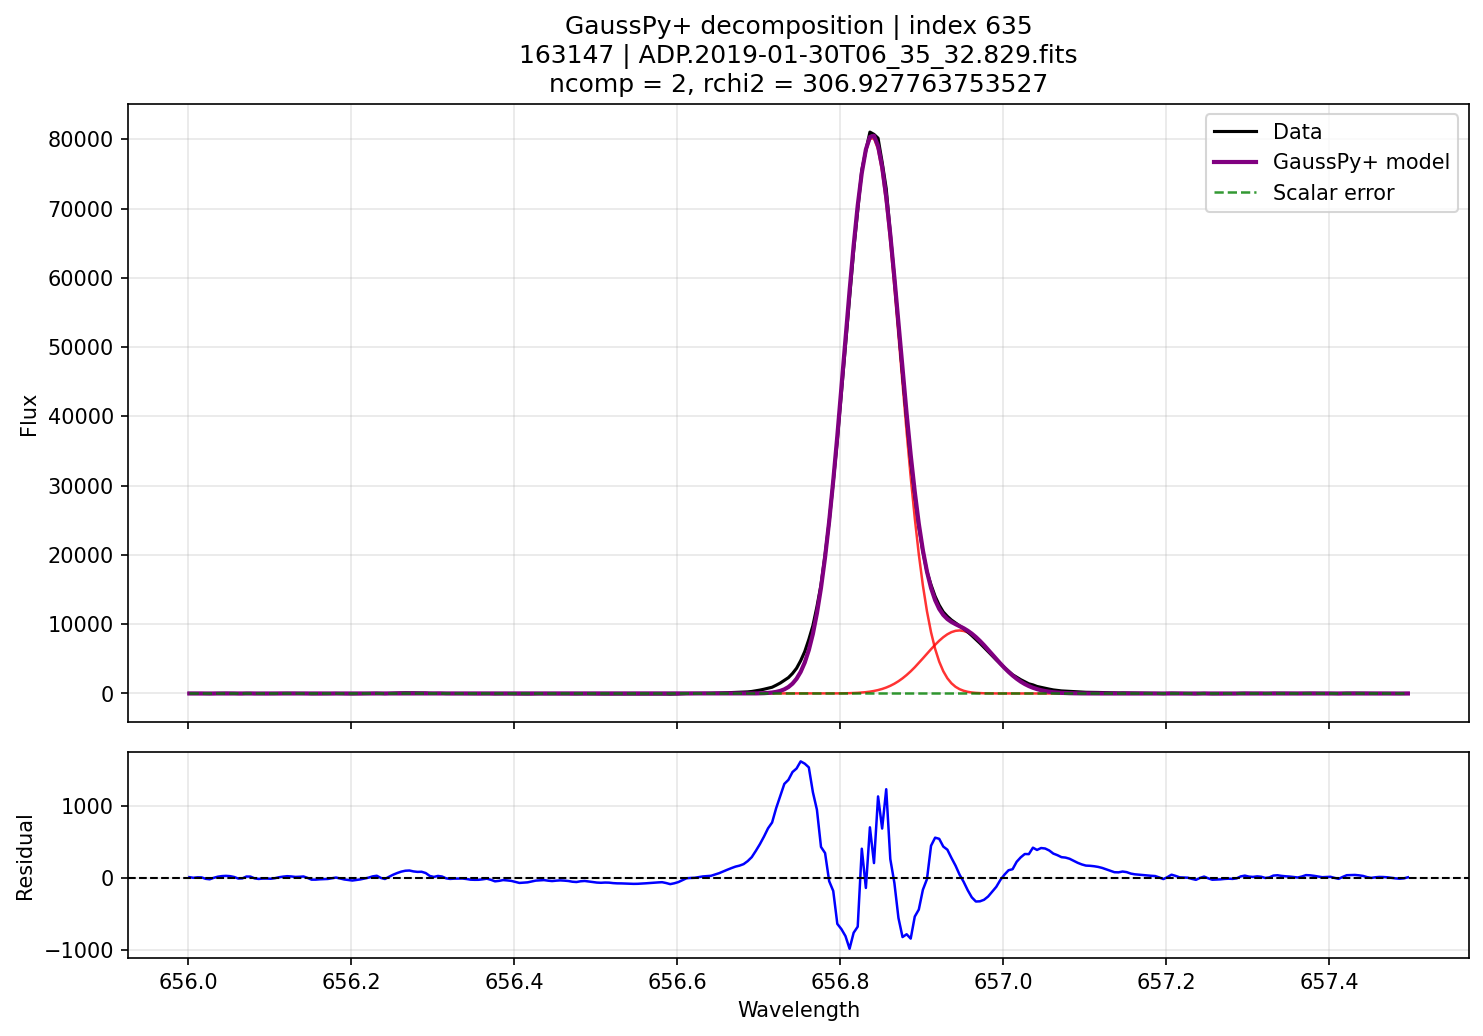 GaussPy+ decomposition | index 635
163147 | ADP.2019-01-30T06_35_32.829.fits
ncomp = 2, rchi2 = 306.927763753527
Data
GaussPy+ model
Scalar error
80000
70000
60000
50000
40000
30000
20000
10000
0
Flux
1000
0
−1000
Residual
656.0
656.2
656.4
656.6
656.8
657.0
657.2
657.4
Wavelength